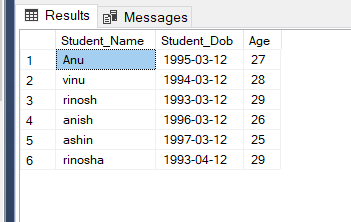 Results Messages
Student_Name Student_Dob Age
1 Anu 1995-03-12 27
2 vinu 1994-03-12 28
3 rinosh 1993-03-12 29
4 anish 1996-03-12 26
5 ashin 1997-03-12 25
6 rinosha 1993-04-12 29